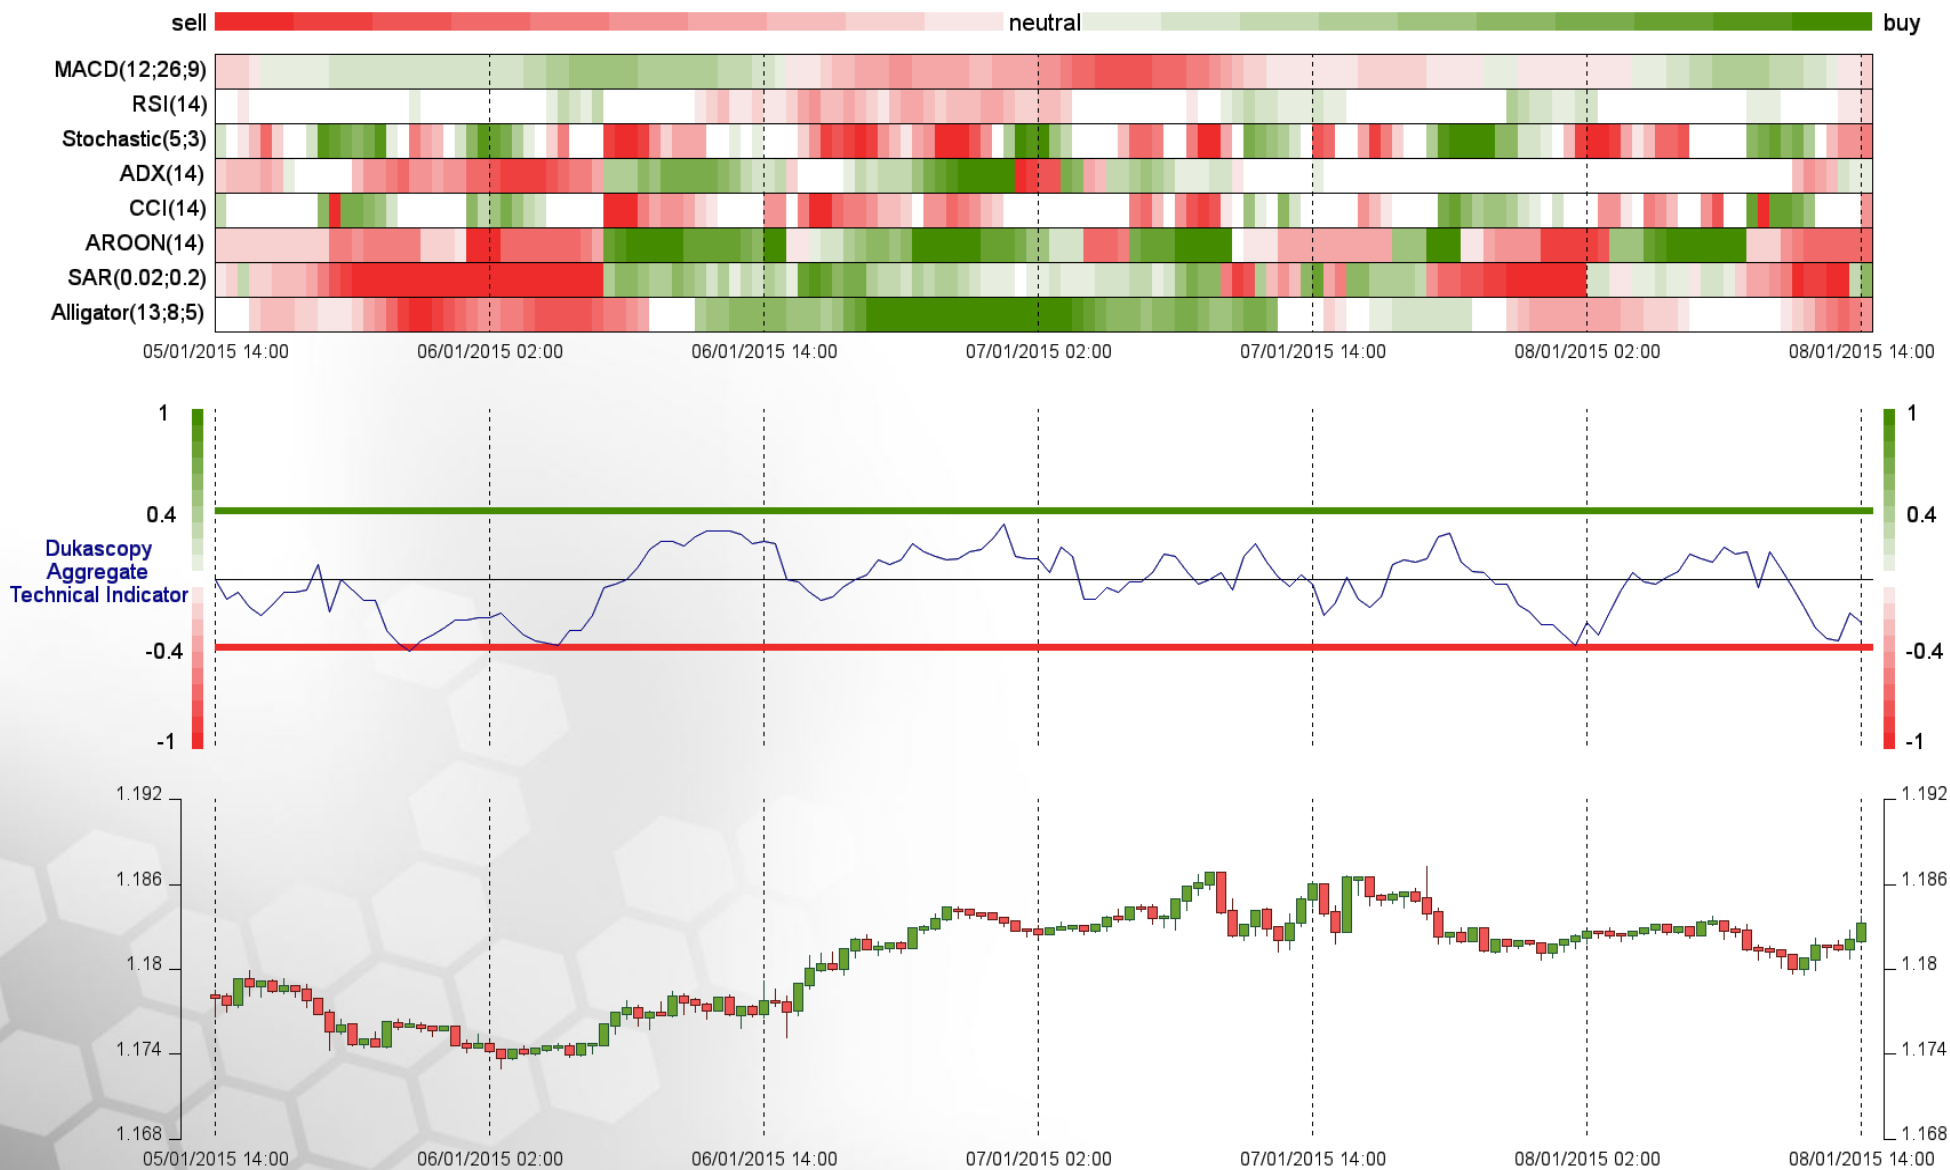 sell neutral buy
MACD(12;26;9)
RSI(14)
Stochastic(5;3)
ADX(14)
CCI(14)
AROON(14)
SAR(0.02;0.2)
Alligator(13;8;5)
05/01/2015 14:00 06/01/2015 02:00 06/01/2015 14:00 07/01/2015 02:00 07/01/2015 14:00 08/01/2015 02:00 08/01/2015 14:00
1 1
0.4 0.4
Dukascopy
Aggregate
Technical Indicator
-0.4 -0.4
-1 -1
1.192 1.192
1.186 1.186
1.18 1.18
1.174 1.174
1.168 1.168
05/01/2015 14:00 06/01/2015 02:00 06/01/2015 14:00 07/01/2015 02:00 07/01/2015 14:00 08/01/2015 02:00 08/01/2015 14:00